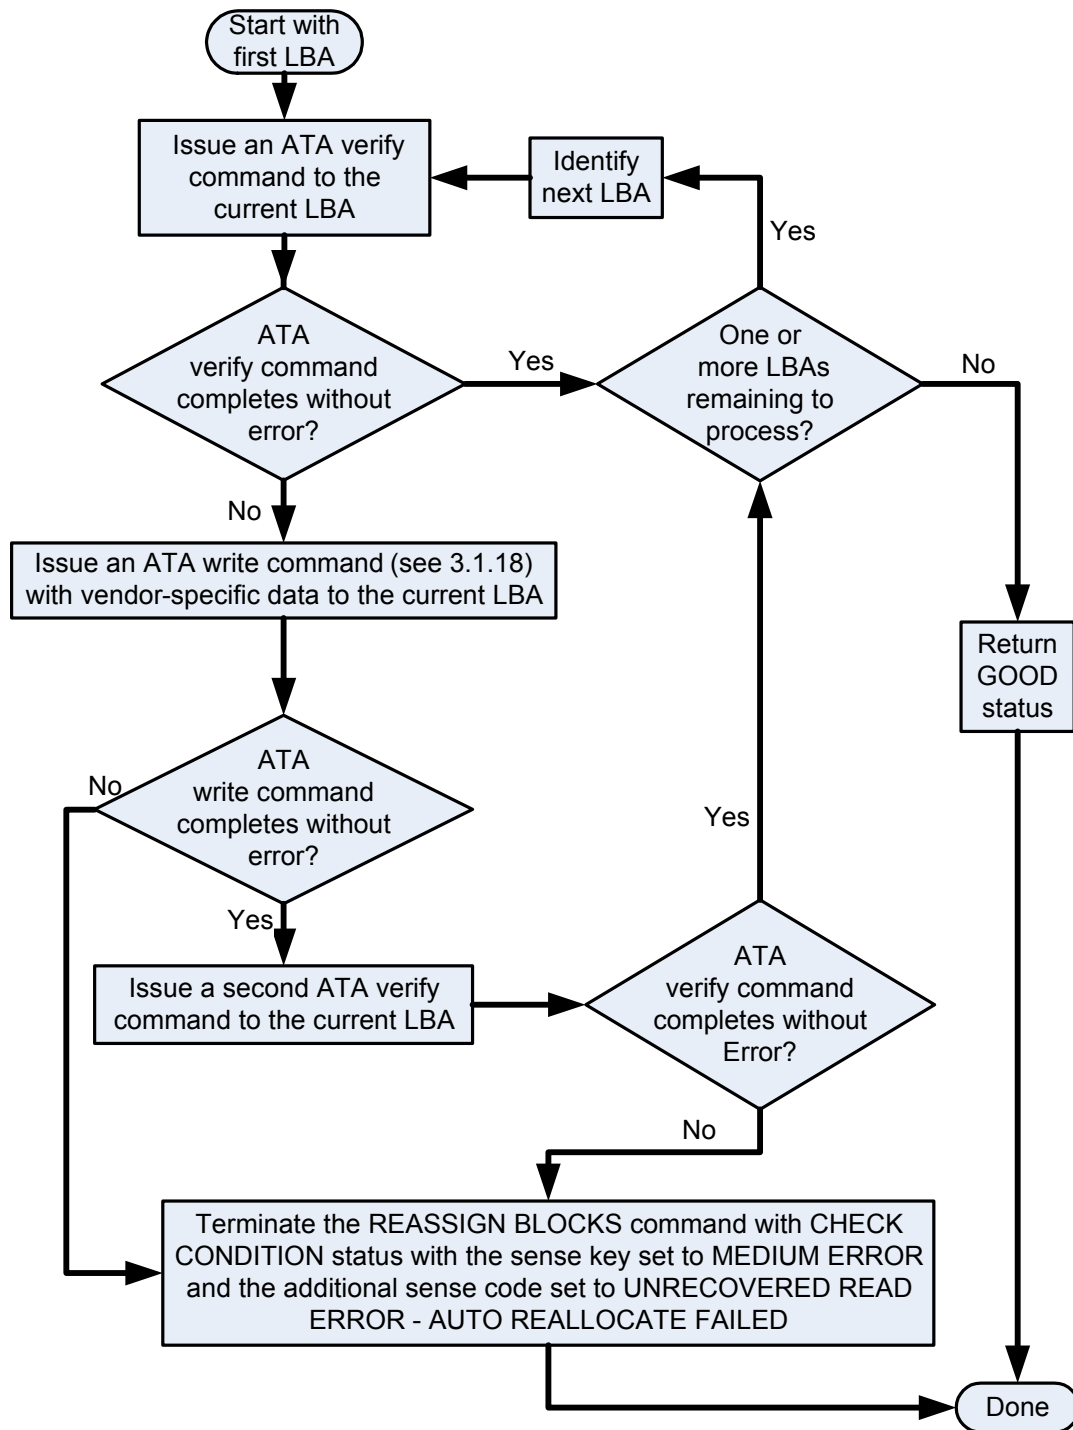 Start with
first LBA
Issue an ATA verify
command to the
current LBA
Identify
next LBA
Yes
ATA
verify command
completes without
error?
Yes
One or
more LBAs
remaining to
process?
No
No
Issue an ATA write command (see 3.1.18)
with vendor-specific data to the current LBA
Return
GOOD
status
No
ATA
write command
completes without
error?
Yes
Yes
Issue a second ATA verify
command to the current LBA
ATA
verify command
completes without
Error?
No
Terminate the REASSIGN BLOCKS command with CHECK
CONDITION status with the sense key set to MEDIUM ERROR
and the additional sense code set to UNRECOVERED READ
ERROR - AUTO REALLOCATE FAILED
Done